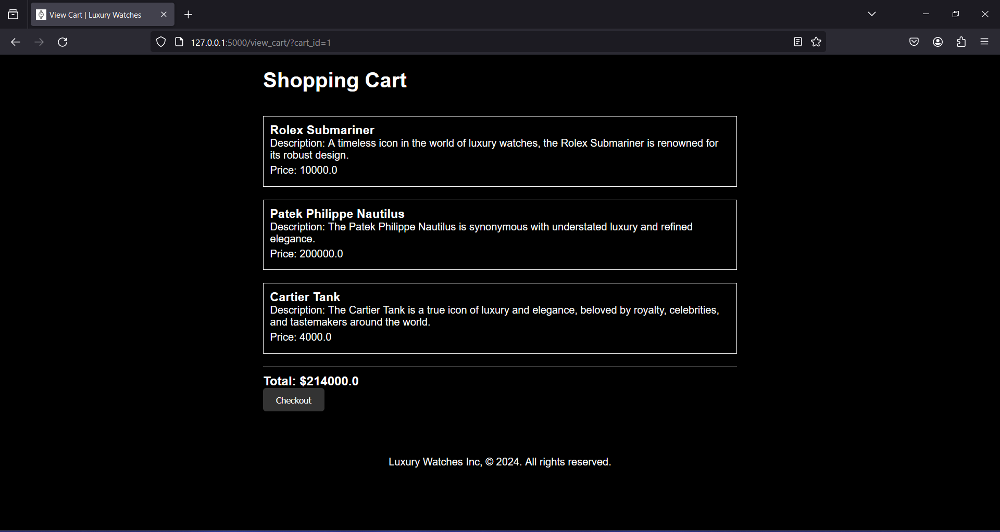 View Cart | Luxury Watches
127.0.0.1:5000/view_cart/?cart_id=1
Shopping Cart
Rolex Submariner
Description: A timeless icon in the world of luxury watches, the Rolex Submariner is renowned for
its robust design.
Price: 10000.0
Patek Philippe Nautilus
Description: The Patek Philippe Nautilus is synonymous with understated luxury and refined
elegance.
Price: 200000.0
Cartier Tank
Description: The Cartier Tank is a true icon of luxury and elegance, beloved by royalty, celebrities,
and tastemakers around the world.
Price: 4000.0
Total: $214000.0
Checkout
Luxury Watches Inc, © 2024. All rights reserved.